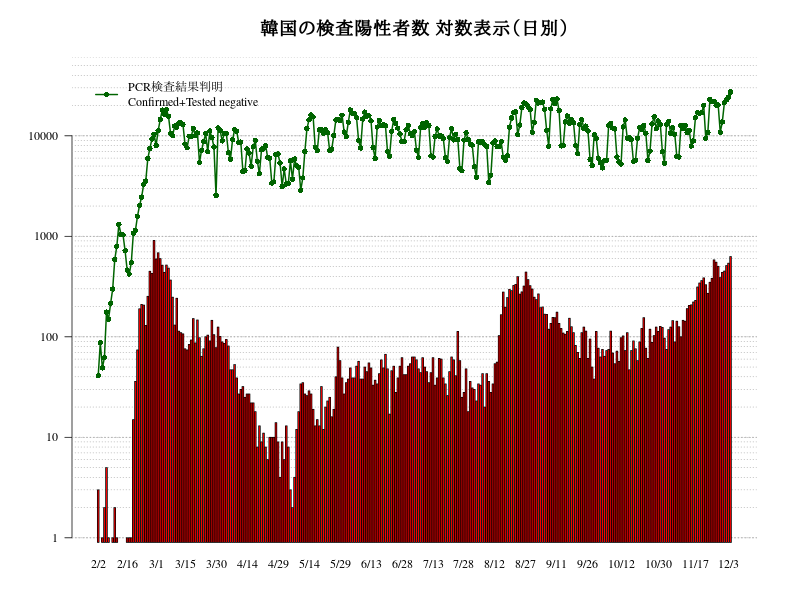 韓国の検査陽性者数 対数表示(日別)
PCR検査結果判明
Confirmed+Tested negative
10000
1000
100
10
1
2/2 2/16 3/1 3/15 3/30 4/14 4/29 5/14 5/29 6/13 6/28 7/13 7/28 8/12 8/27 9/11 9/26 10/12 10/30 11/17 12/3